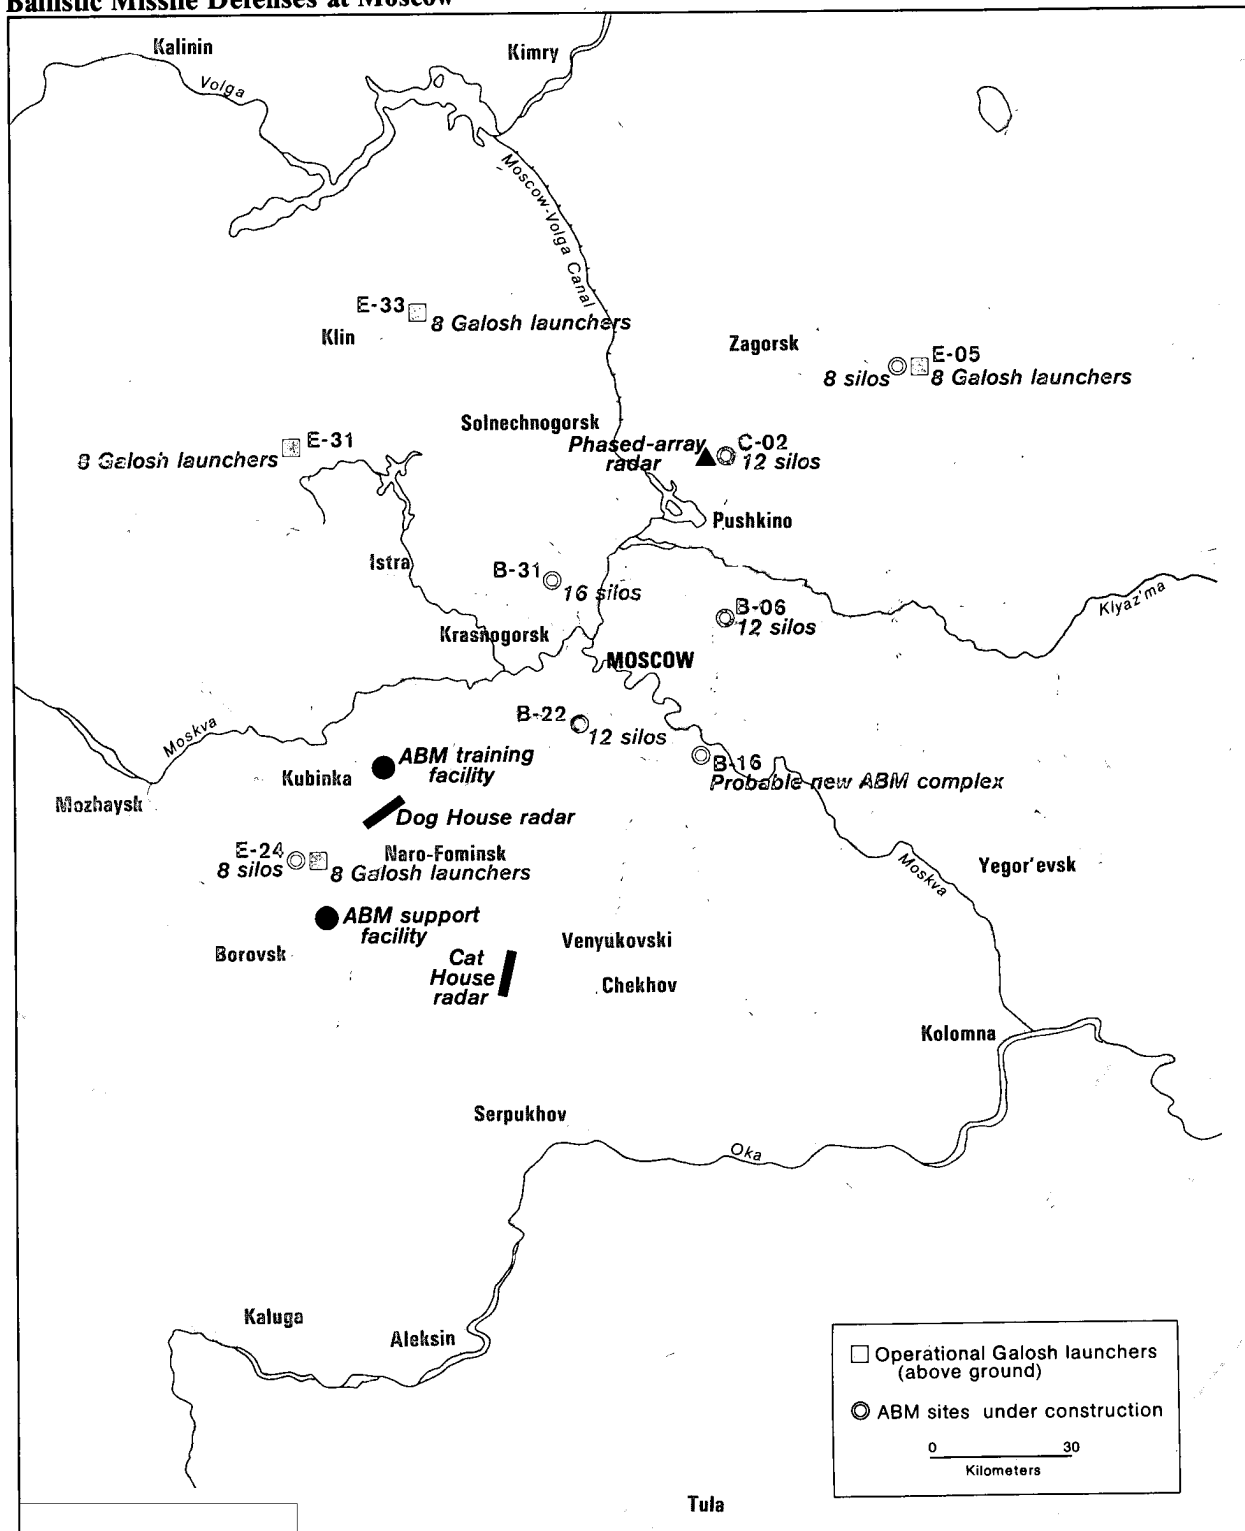 Ballistic Missile Defenses at Moscow
Kalinin
Kimry
Volga
Moscow-Volga Canal
E-33
8 Galosh launchers
Klin
Zagorsk
E-05
8 silos
8 Galosh launchers
Solnechnogorsk
E-31
8 Galosh launchers
Phased-array
radar
C-02
12 silos
Pushkino
Istra
B-31
16 silos
Klyaz'ma
B-06
12 silos
Krasnogorsk
MOSCOW
B-22
12 silos
Moskva
B-16
Probable new ABM complex
ABM training
facility
Kubinka
Mozhaysk
Dog House radar
E-24
8 silos
8 Galosh launchers
Naro-Fominsk
Moskva
Yegor'evsk
ABM support
facility
Borovsk
Venyukovski
Cat
House
radar
Chekhov
Kolomna
Serpukhov
Oka
Kaluga
Aleksin
Operational Galosh launchers
(above ground)
ABM sites under construction
0 30
Kilometers
Tula